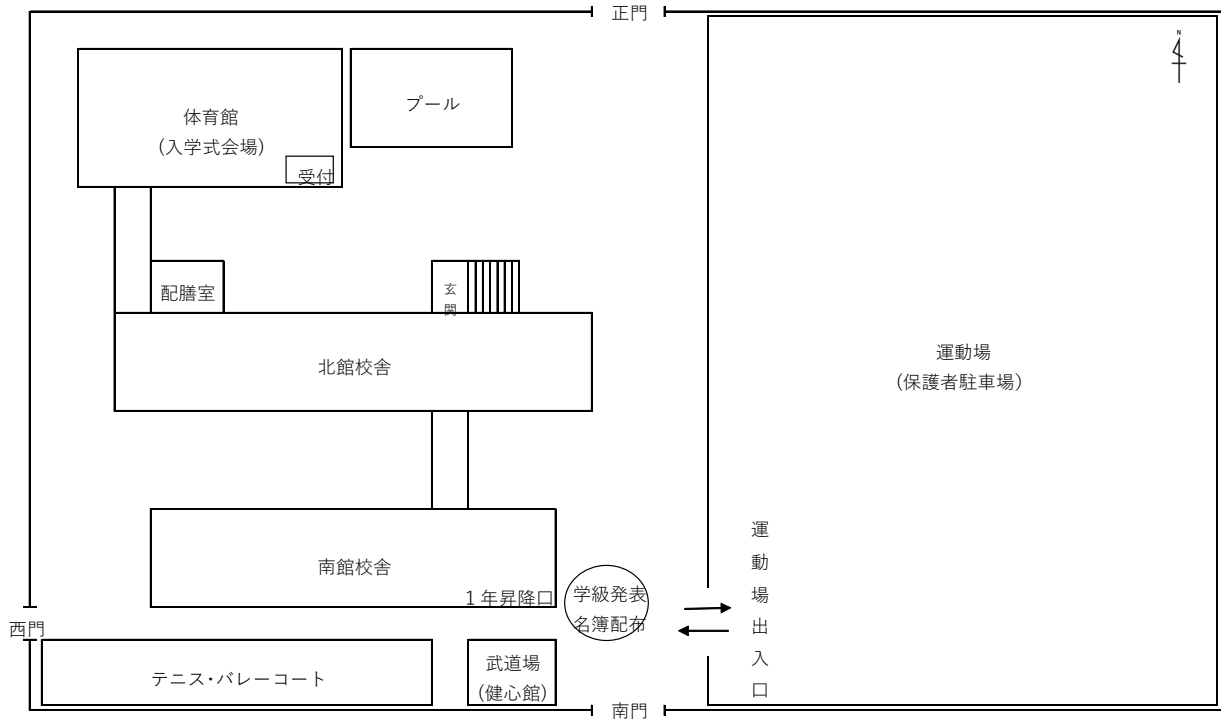 正門
N
体育館
(入学式会場)
プール
受付
配膳室
玄関
北館校舎
運動場
(保護者駐車場)
南館校舎
1年昇降口
学級発表
名簿配布
運動場出入口
西門
テニス・バレーコート
武道場
(健心館)
南門